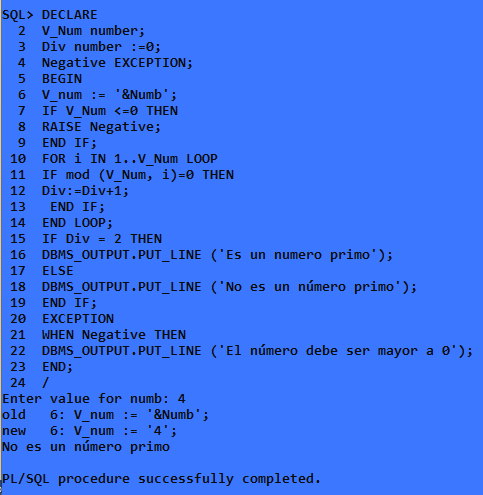 SQL> DECLARE
  2  V_Num number;
  3  Div number :=0;
  4  Negative EXCEPTION;
  5  BEGIN
  6  V_num := '&Numb';
  7  IF V_Num <=0 THEN
  8  RAISE Negative;
  9  END IF;
 10  FOR i IN 1..V_Num LOOP
 11  IF mod (V_Num, i)=0 THEN
 12  Div:=Div+1;
 13   END IF;
 14  END LOOP;
 15  IF Div = 2 THEN
 16  DBMS_OUTPUT.PUT_LINE ('Es un numero primo');
 17  ELSE
 18  DBMS_OUTPUT.PUT_LINE ('No es un número primo');
 19  END IF;
 20  EXCEPTION
 21  WHEN Negative THEN
 22  DBMS_OUTPUT.PUT_LINE ('El número debe ser mayor a 0');
 23  END;
 24  /
Enter value for numb: 4
old   6: V_num := '&Numb';
new   6: V_num := '4';
No es un número primo
PL/SQL procedure successfully completed.